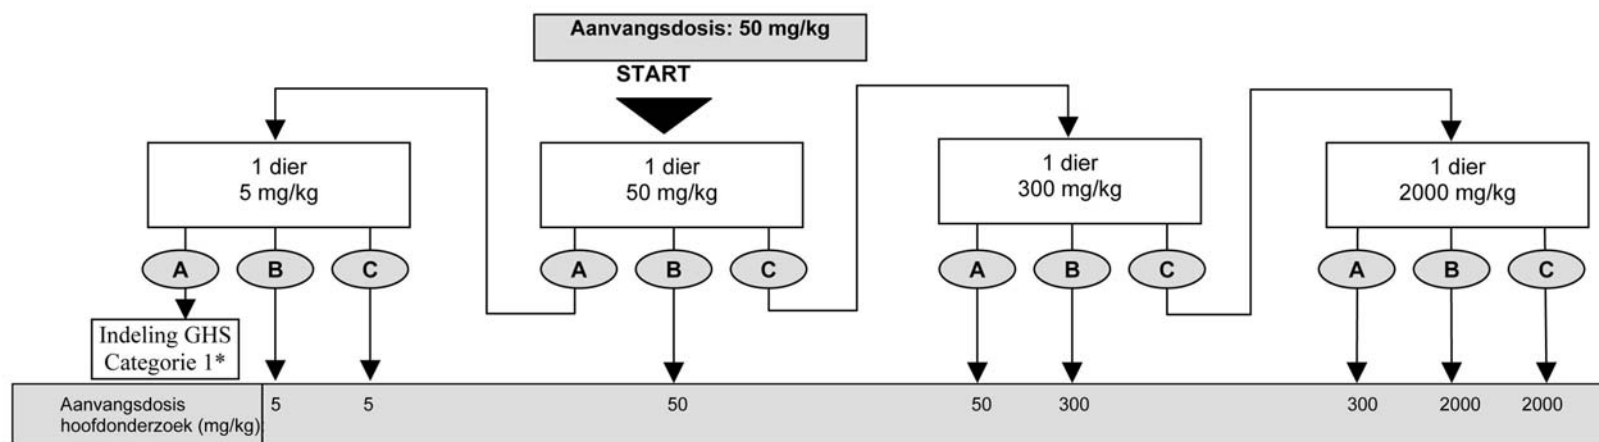 Aanvangsdosis: 50 mg/kg
START
1 dier
5 mg/kg
1 dier
50 mg/kg
1 dier
300 mg/kg
1 dier
2000 mg/kg
A
B
C
A
B
C
A
B
C
A
B
C
Indeling GHS
Categorie 1*
Aanvangsdosis
hoofdonderzoek (mg/kg)
5
5
50
50
300
300
2000
2000